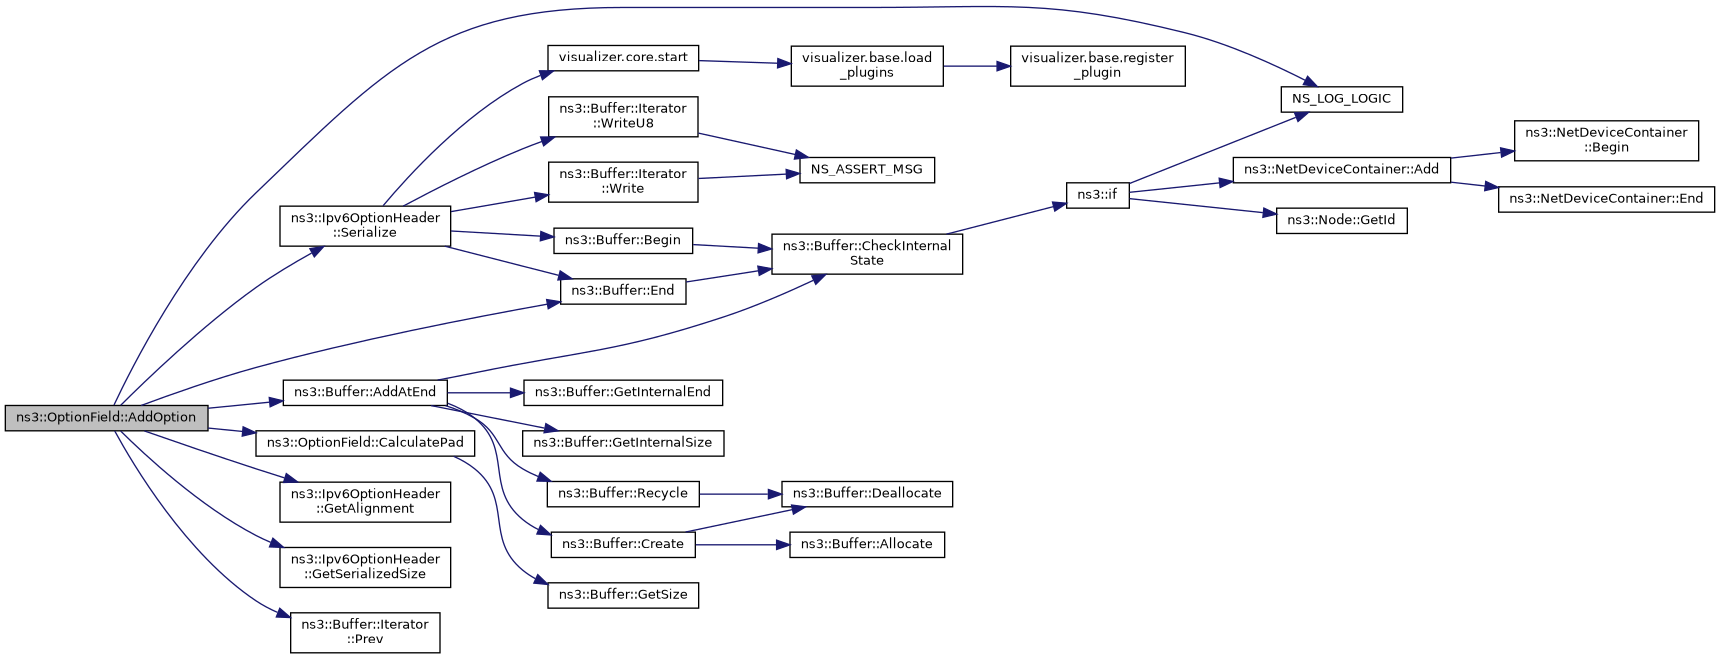 visualizer.core.start
visualizer.base.load
_plugins
visualizer.base.register
_plugin
NS_LOG_LOGIC
ns3::Buffer::Iterator
::WriteU8
ns3::NetDeviceContainer
::Begin
NS_ASSERT_MSG
ns3::NetDeviceContainer::Add
ns3::Buffer::Iterator
::Write
ns3::if
ns3::NetDeviceContainer::End
ns3::Ipv6OptionHeader
::Serialize
ns3::Node::GetId
ns3::Buffer::Begin
ns3::Buffer::CheckInternal
State
ns3::Buffer::End
ns3::Buffer::AddAtEnd
ns3::Buffer::GetInternalEnd
ns3::OptionField::AddOption
ns3::OptionField::CalculatePad
ns3::Buffer::GetInternalSize
ns3::Ipv6OptionHeader
::GetAlignment
ns3::Buffer::Recycle
ns3::Buffer::Deallocate
ns3::Buffer::Create
ns3::Buffer::Allocate
ns3::Ipv6OptionHeader
::GetSerializedSize
ns3::Buffer::GetSize
ns3::Buffer::Iterator
::Prev